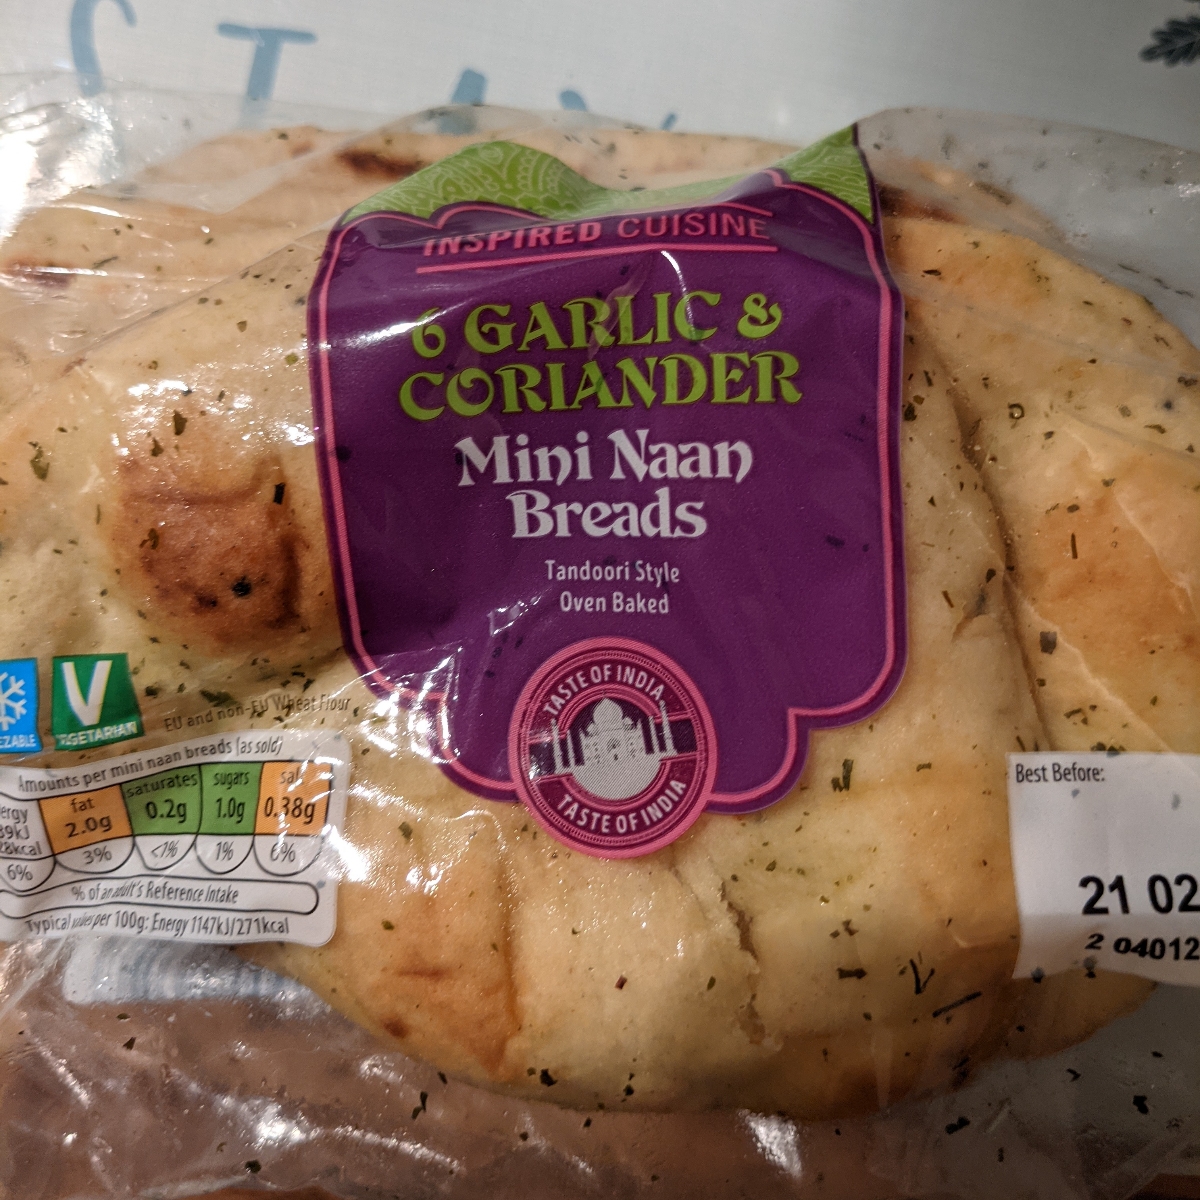 STAY
INSPIRED CUISINE
6 GARLIC &
CORIANDER
Mini Naan
Breads
Tandoori Style
Oven Baked
TASTE OF INDIA
TASTE OF INDIA
V
VEGETARIAN
EU and non-EU Wheat Flour
Amounts per mini naan breads (as sold)
fat
2.0g
3%
saturates
0.2g
<1%
sugars
1.0g
1%
0.38g
6%
6%
% of an adult's Reference Intake
Typical per 100g: Energy 1147kJ/271kcal
Best Before:
21 02
2 04012